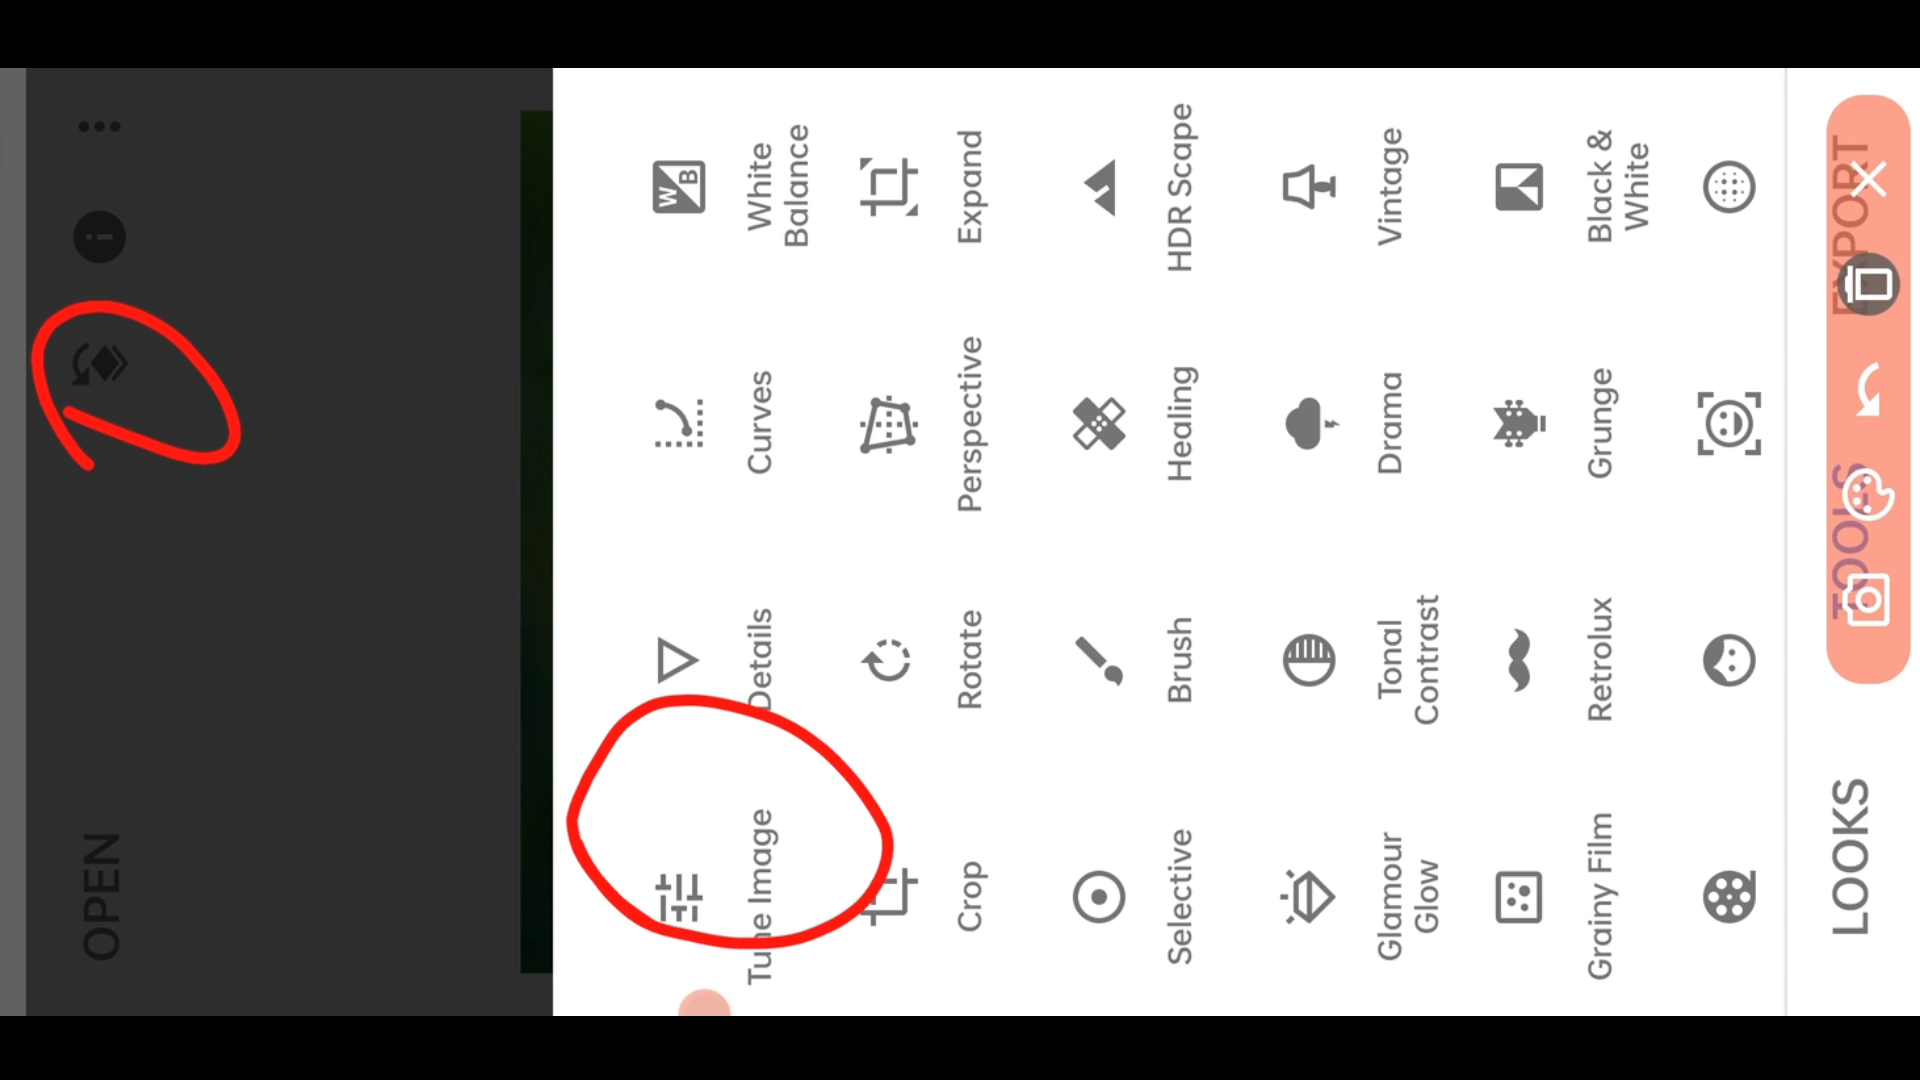 OPEN
Tune Image
Details
Curves
White
Balance
Crop
Rotate
Perspective
Expand
Selective
Brush
Healing
HDR Scape
Glamour
Glow
Tonal
Contrast
Drama
Vintage
Grainy Film
Retrolux
Grunge
Black &
White
LOOKS
TOOLS
EXPORT
W
B